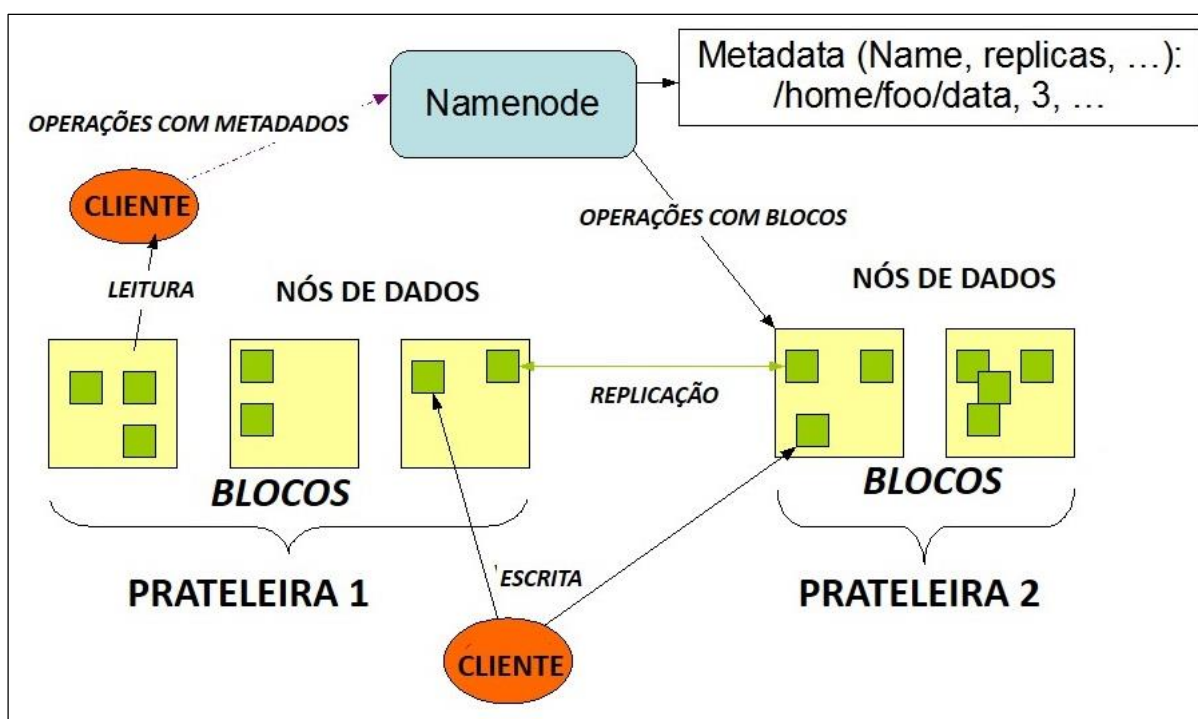 Metadata (Name, replicas, …):
/home/foo/data, 3, …
Namenode
OPERAÇÕES COM METADADOS
CLIENTE
OPERAÇÕES COM BLOCOS
LEITURA
NÓS DE DADOS
NÓS DE DADOS
REPLICAÇÃO
BLOCOS
BLOCOS
PRATELEIRA 1
ESCRITA
PRATELEIRA 2
CLIENTE